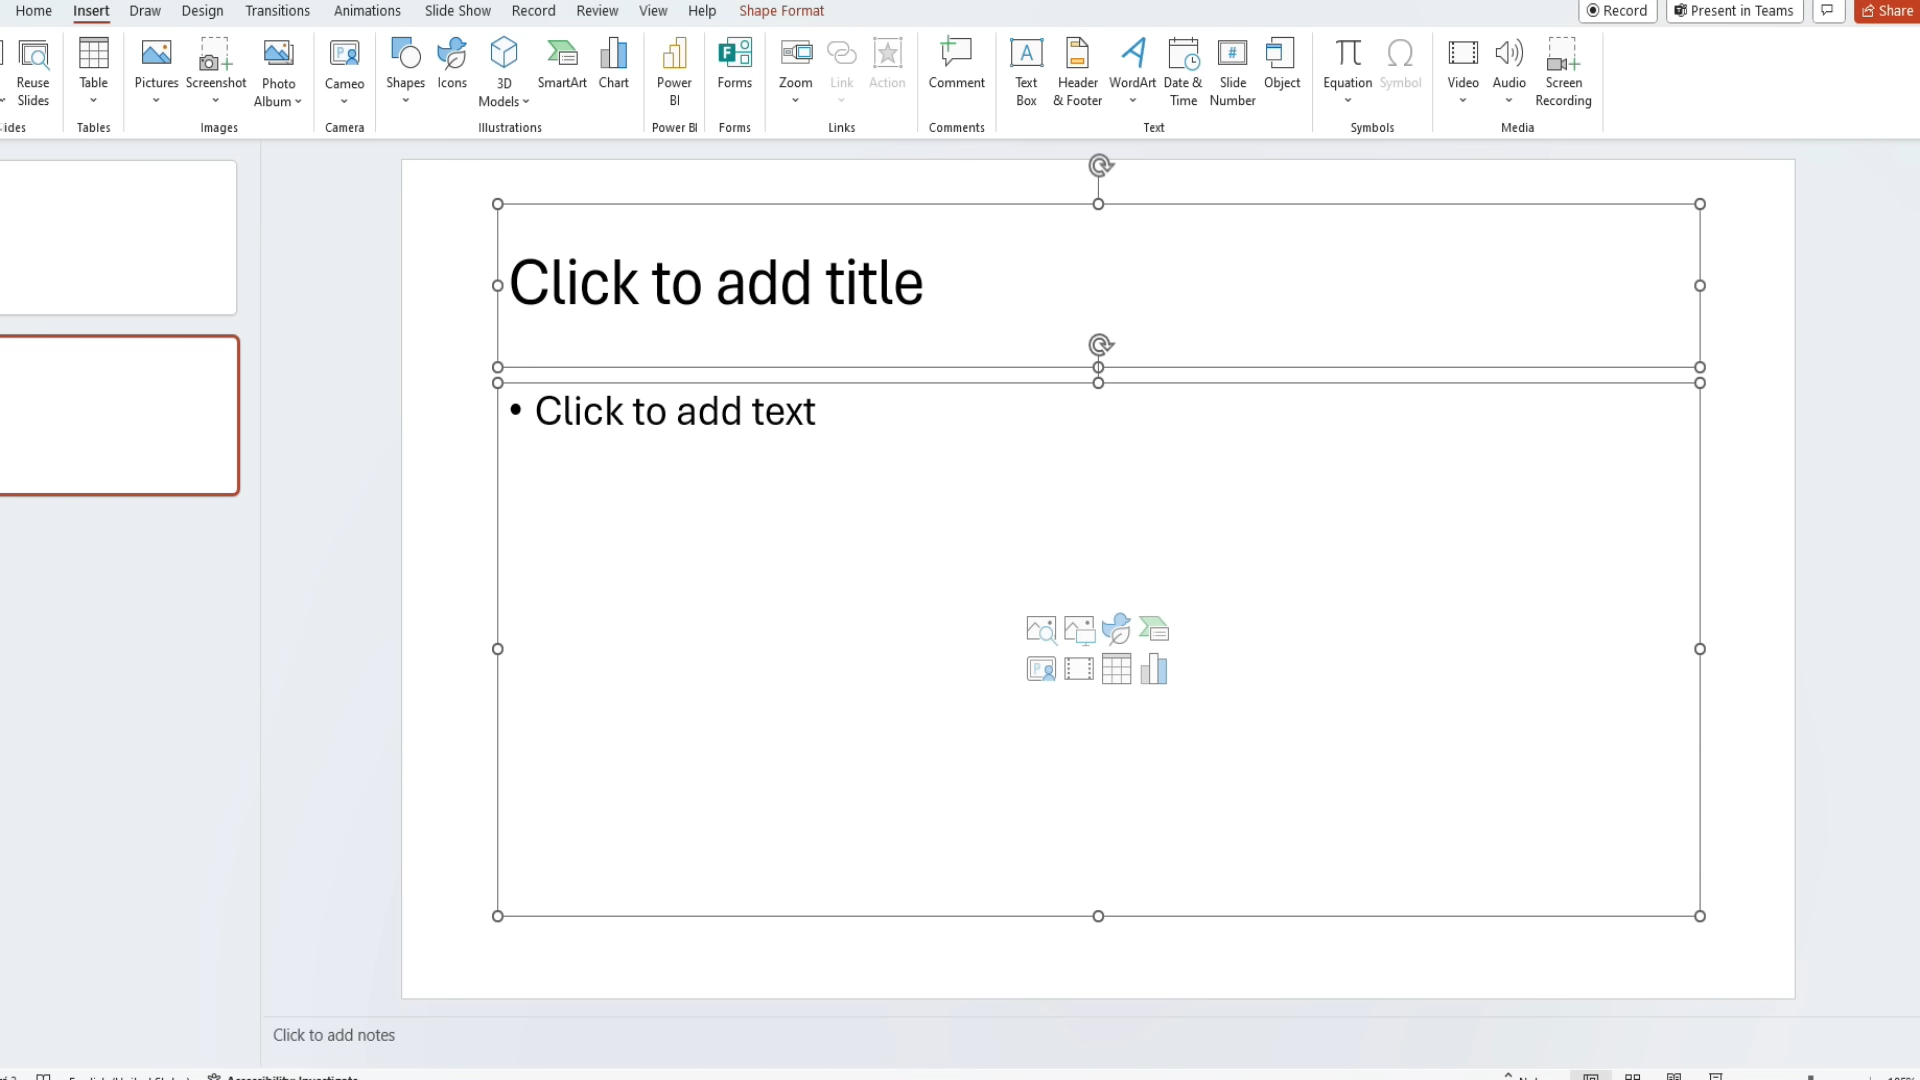 Home Insert Draw Design Transitions Animations Slide Show Record Review View Help Shape Format
Record Present in Teams Share
Reuse Slides
Table
Pictures
Screenshot
Photo Album
Cameo
Shapes
Icons
3D Models
SmartArt
Chart
Power BI
Forms
Zoom
Link
Action
Comment
Text Box
Header & Footer
WordArt
Date & Time
Slide Number
Object
Equation
Symbol
Video
Audio
Screen Recording
Tables Images Camera Illustrations Power BI Forms Links Comments Text Symbols Media
Click to add title
• Click to add text
Click to add notes